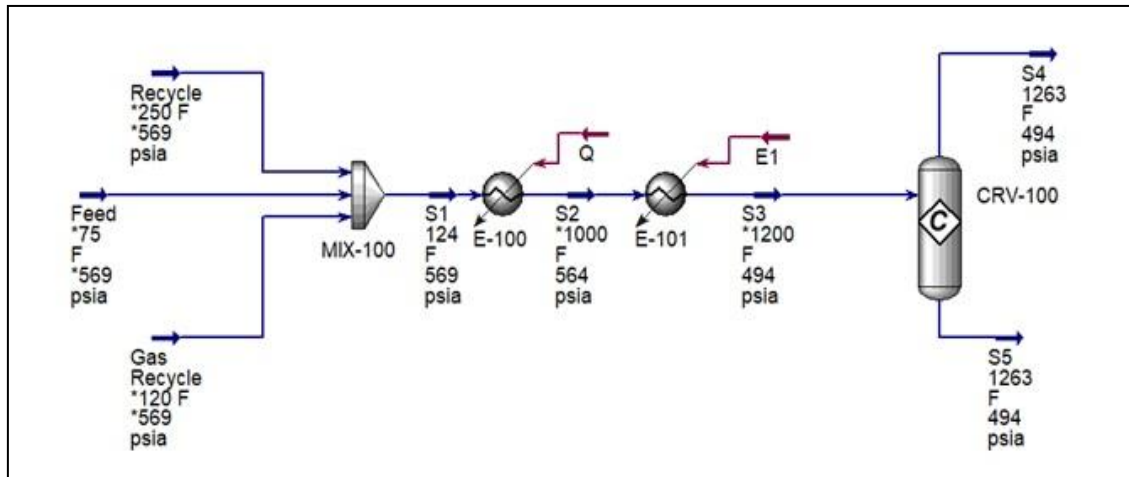 Recycle
*250 F
*569
psia
Feed
*75
F
*569
psia
Gas
Recycle
*120 F
*569
psia
MIX-100
S1
124
F
569
psia
Q
E-100
S2
*1000
F
564
psia
E1
E-101
S3
*1200
F
494
psia
C
CRV-100
S4
1263
F
494
psia
S5
1263
F
494
psia